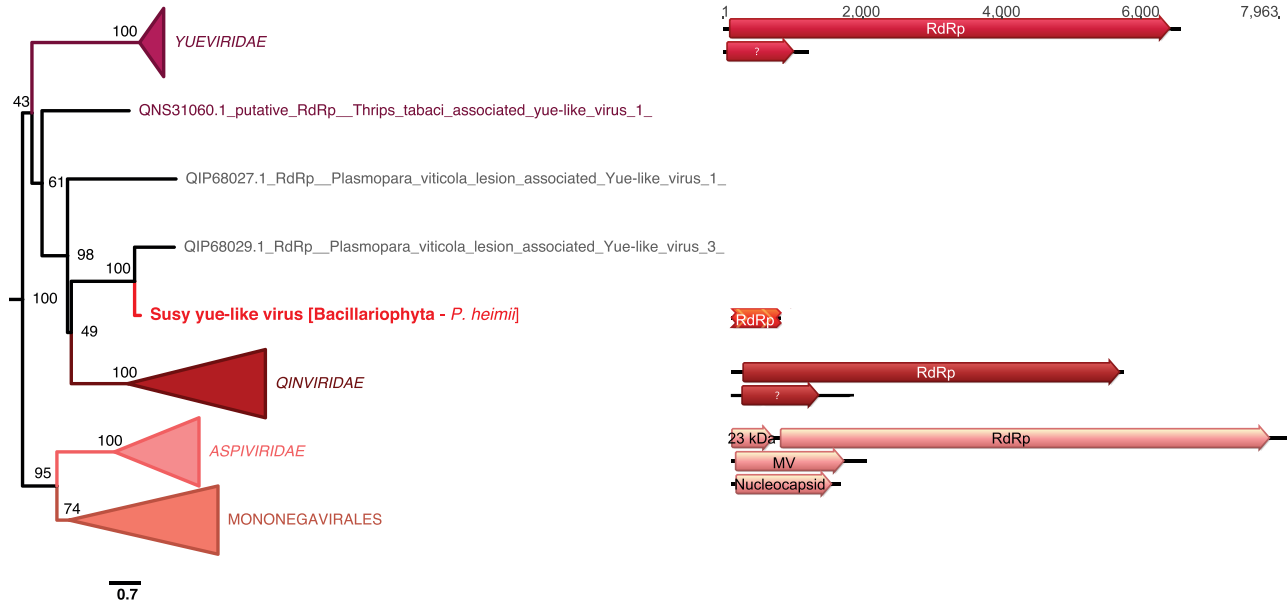 1 2,000 4,000 6,000 7,963
100 YUEVIRIDAE RdRp
?
43
QNS31060.1_putative_RdRp__Thrips_tabaci_associated_yue-like_virus_1_
61 QIP68027.1_RdRp__Plasmopara_viticola_lesion_associated_Yue-like_virus_1_
98 QIP68029.1_RdRp__Plasmopara_viticola_lesion_associated_Yue-like_virus_3_
100
100
Susy yue-like virus [Bacillariophyta - P. heimii] RdRp
49
100 QINVIRIDAE RdRp
?
100 ASPIVIRIDAE 23 kDa RdRp
95 MV
74 Nucleocapsid
MONONEGAVIRALES
0.7